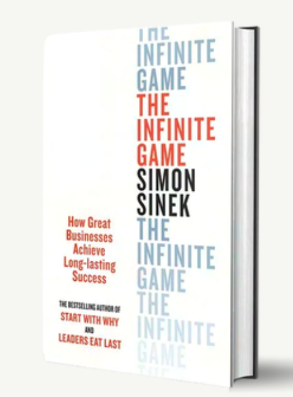 THE
INFINITE
GAME
THE
INFINITE
GAME
SIMON
SINEK
THE
INFINITE
GAME
THE
INFINITE
GAME
How Great
Businesses
Achieve
Long-lasting
Success
THE BESTSELLING AUTHOR OF
START WITH WHY
AND
LEADERS EAT LAST